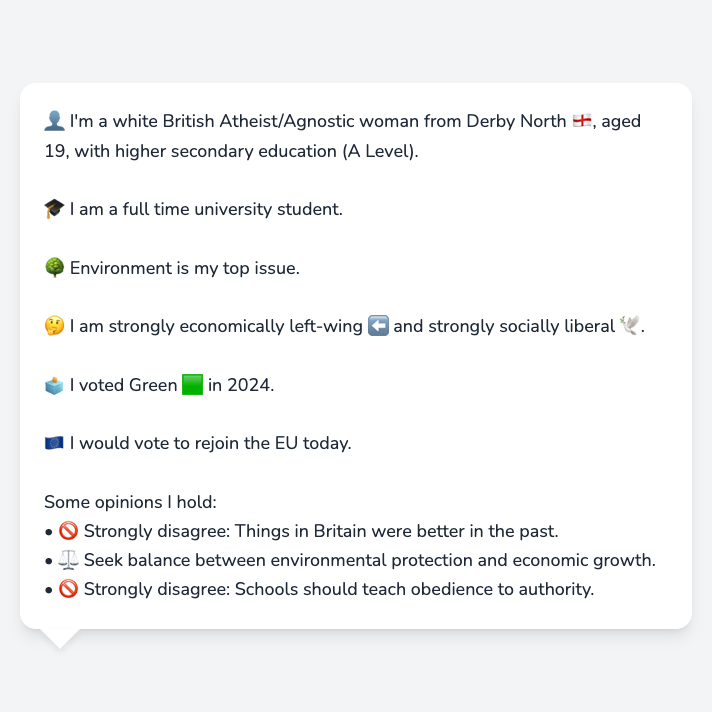 👤 I'm a white British Atheist/Agnostic woman from Derby North 🏴󠁧󠁢󠁥󠁮󠁧󠁿, aged
19, with higher secondary education (A Level).
🎓 I am a full time university student.
🌳 Environment is my top issue.
🤔 I am strongly economically left-wing ⬅️ and strongly socially liberal 🕊️.
🗳️ I voted Green 🟩 in 2024.
🇪🇺 I would vote to rejoin the EU today.
Some opinions I hold:
• 🚫 Strongly disagree: Things in Britain were better in the past.
• ⚖️ Seek balance between environmental protection and economic growth.
• 🚫 Strongly disagree: Schools should teach obedience to authority.